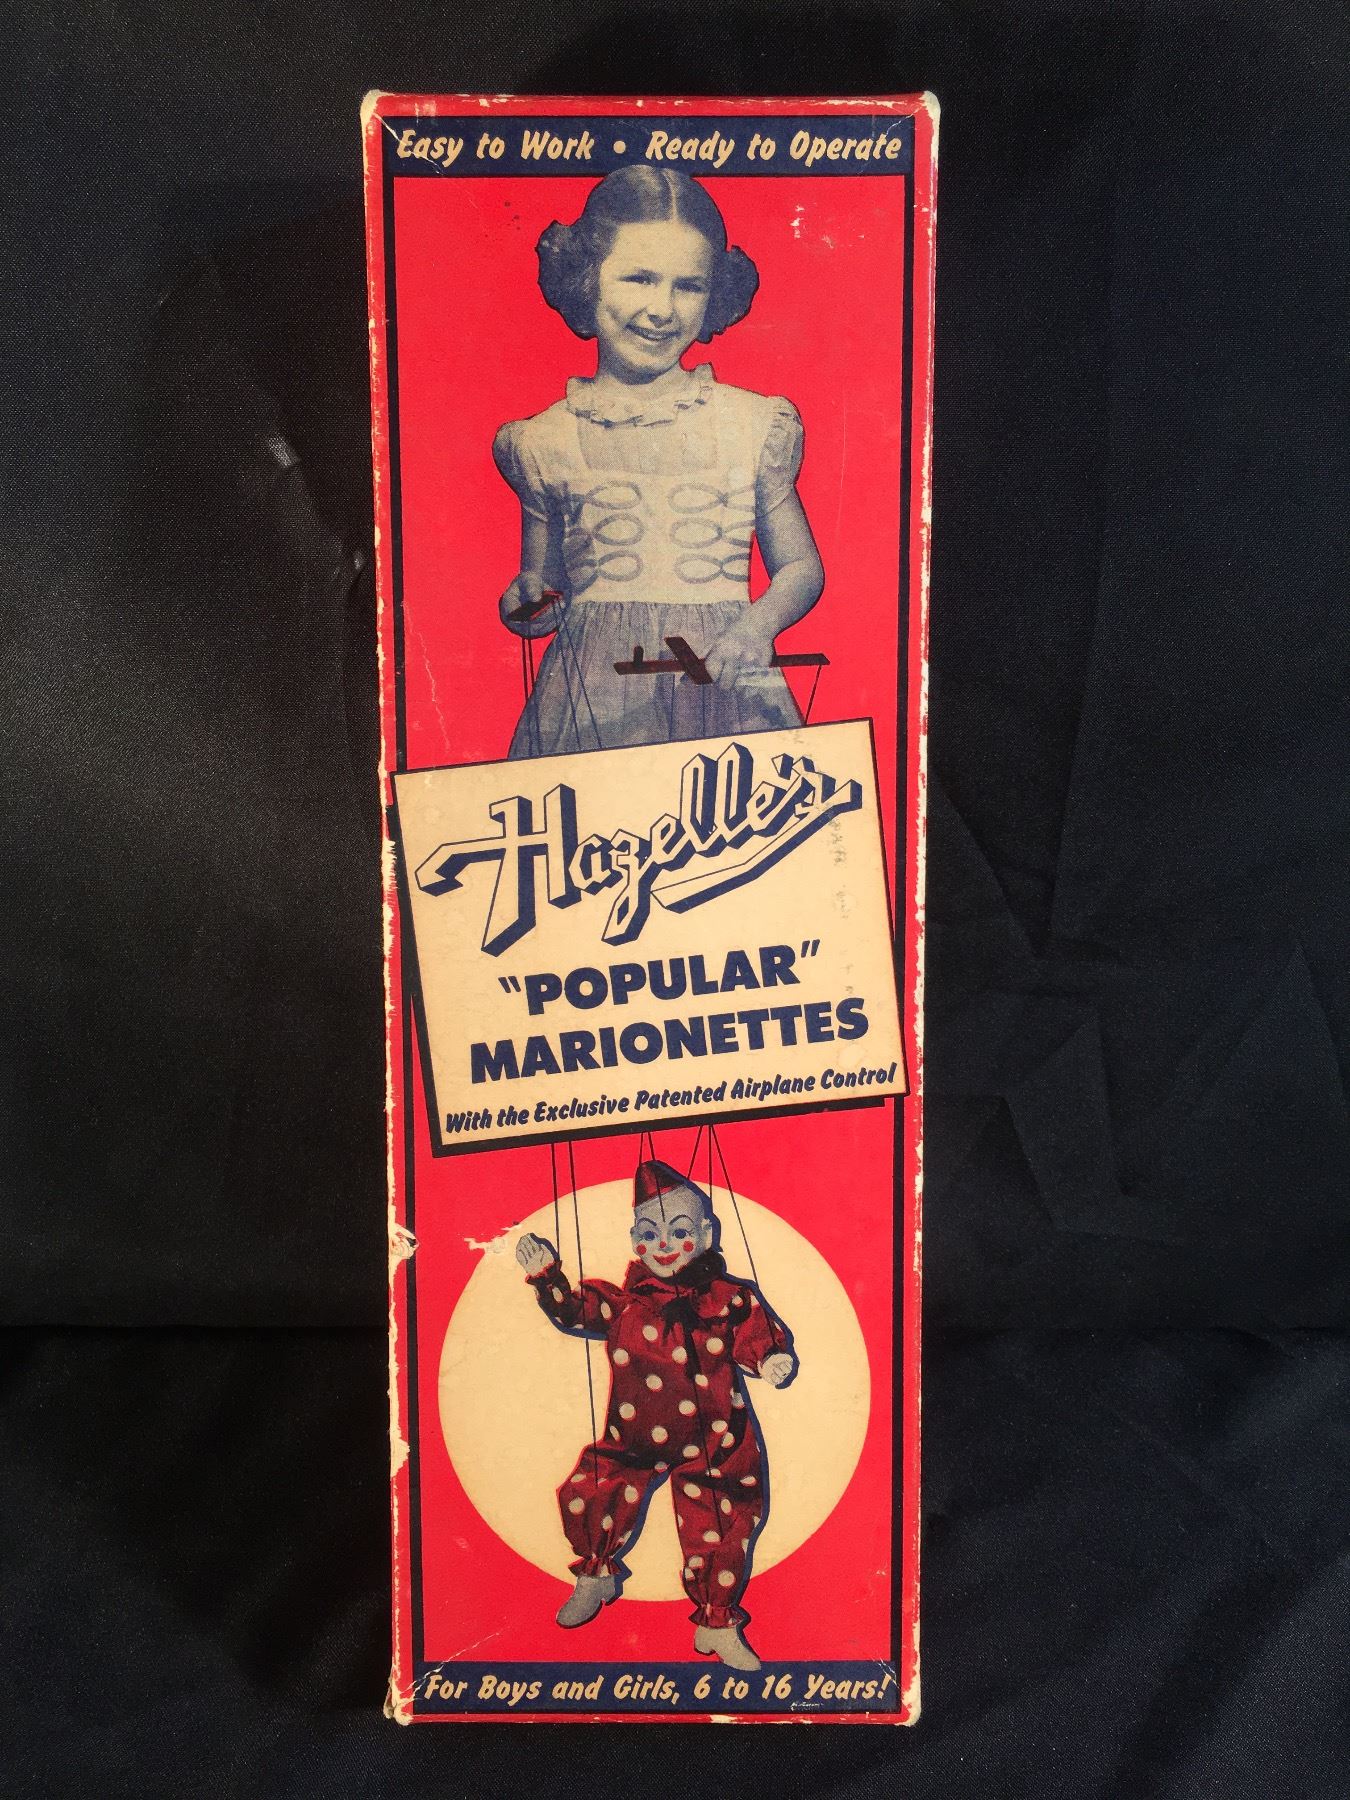 Easy to Work • Ready to Operate
Hazelle's
"POPULAR"
MARIONETTES
With the Exclusive Patented Airplane Control
For Boys and Girls, 6 to 16 Years!